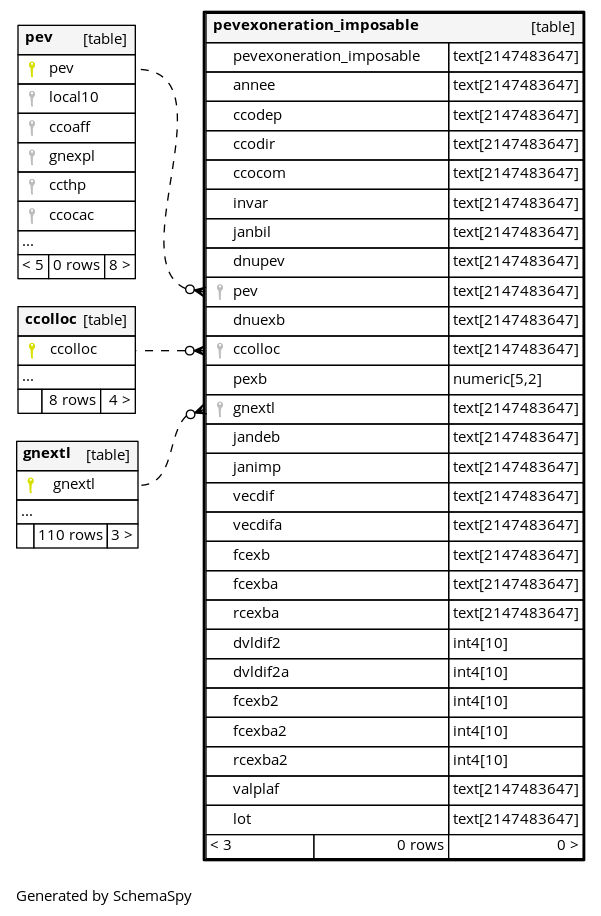 pev [table]
pev
local10
ccoaff
gnexpl
ccthp
ccocac
...
< 5 0 rows 8 >
ccolloc [table]
ccolloc
...
8 rows 4 >
gnextl [table]
gnextl
...
110 rows 3 >
pevexoneration_imposable [table]
pevexoneration_imposable text[2147483647]
annee text[2147483647]
ccodep text[2147483647]
ccodir text[2147483647]
ccocom text[2147483647]
invar text[2147483647]
janbil text[2147483647]
dnupev text[2147483647]
pev text[2147483647]
dnuexb text[2147483647]
ccolloc text[2147483647]
pexb numeric[5,2]
gnextl text[2147483647]
jandeb text[2147483647]
janimp text[2147483647]
vecdif text[2147483647]
vecdifa text[2147483647]
fcexb text[2147483647]
fcexba text[2147483647]
rcexba text[2147483647]
dvldif2 int4[10]
dvldif2a int4[10]
fcexb2 int4[10]
fcexba2 int4[10]
rcexba2 int4[10]
valplaf text[2147483647]
lot text[2147483647]
< 3 0 rows 0 >
Generated by SchemaSpy